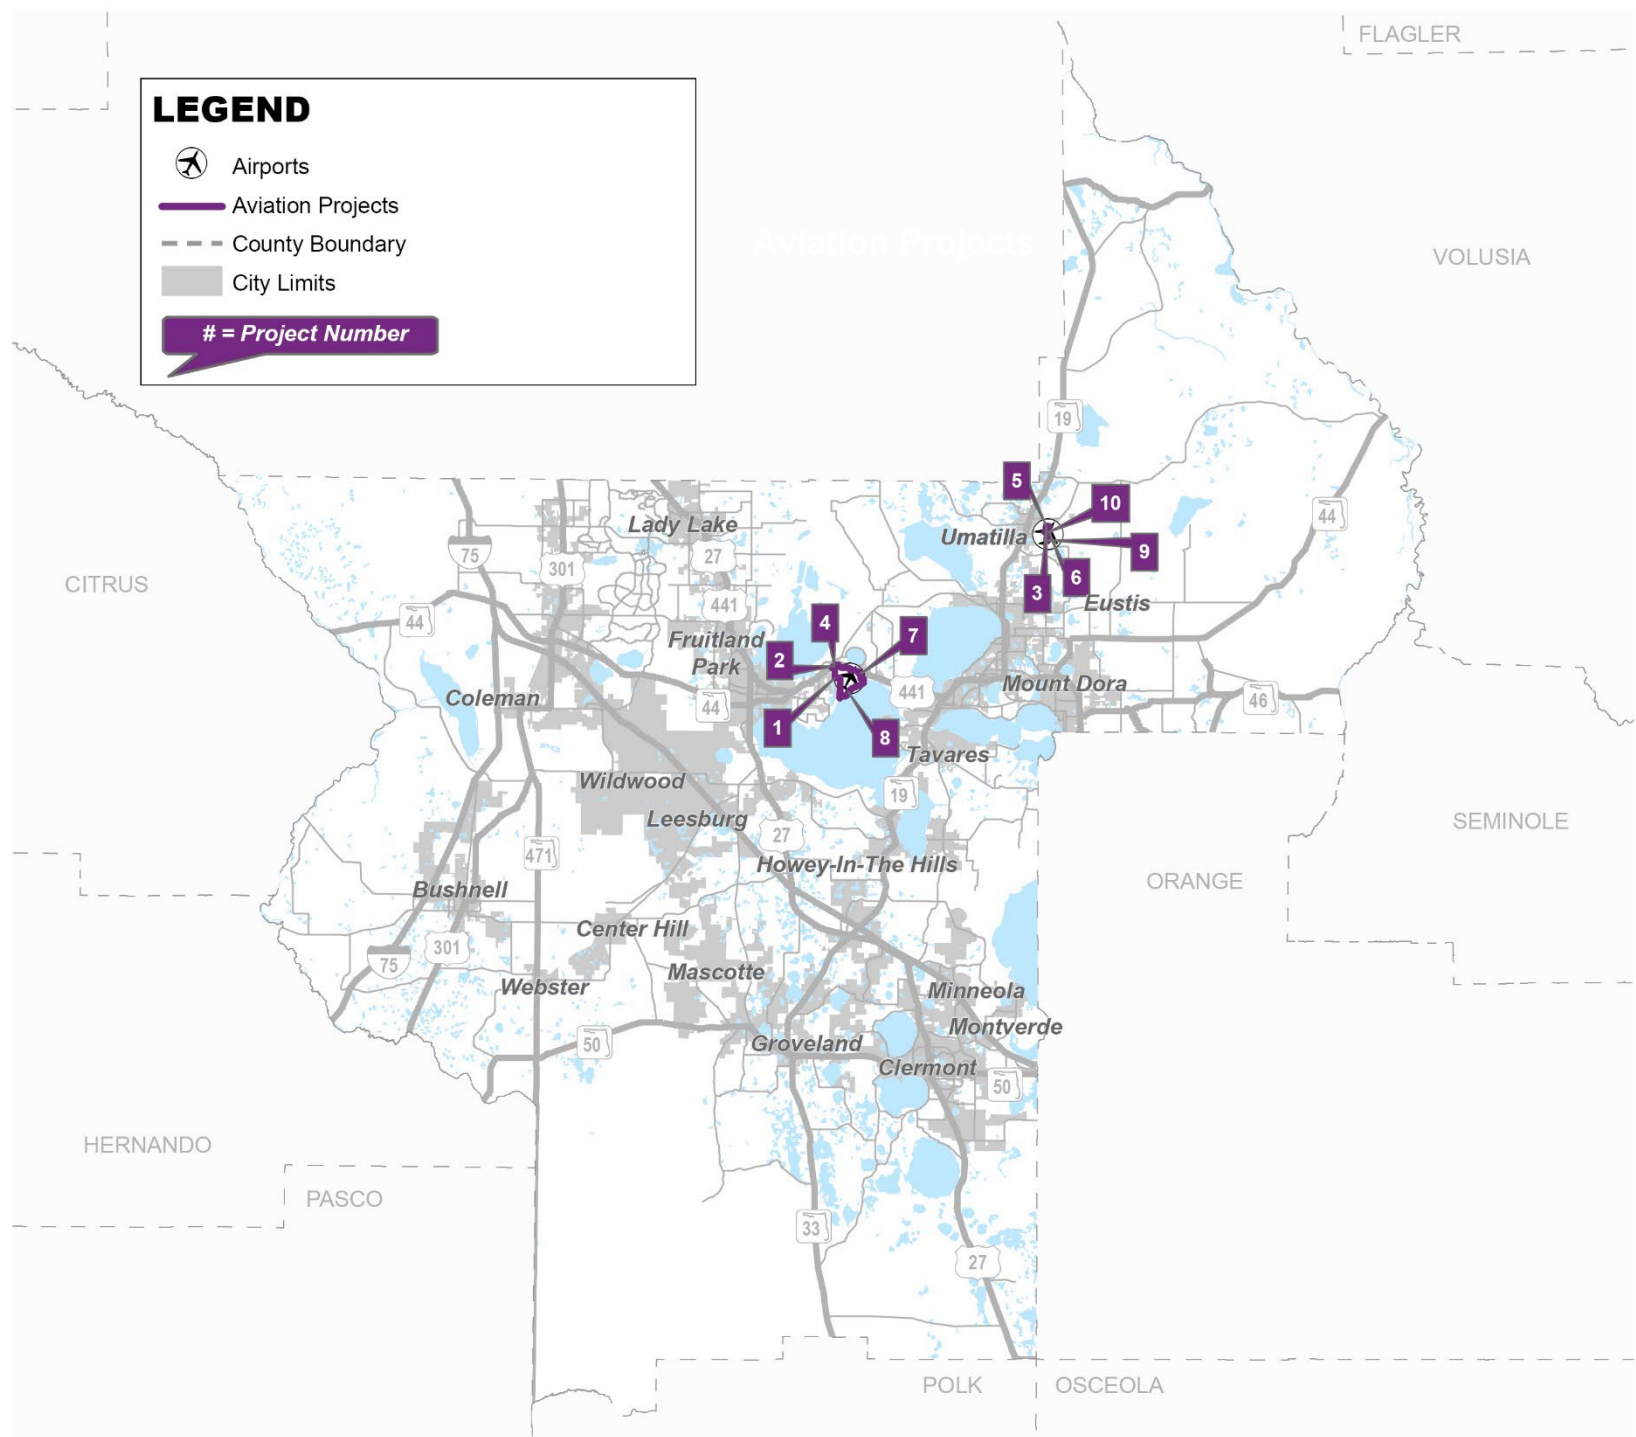 FLAGLER
LEGEND
Airports
Aviation Projects
County Boundary
City Limits
# = Project Number
Aviation Projects
VOLUSIA
19
5
10
44
Lady Lake
Umatilla
75
27
301
9
CITRUS
6
3
441
Eustis
44
4
7
Fruitland
Park
2
Mount Dora
441
Coleman
44
46
1
8
Tavares
Wildwood
19
Leesburg
SEMINOLE
27
471
Howey-In-The Hills
ORANGE
Bushnell
Center Hill
301
75
Mascotte
Webster
Minneola
Montverde
50
Groveland
Clermont
50
HERNANDO
PASCO
33
27
POLK
OSCEOLA